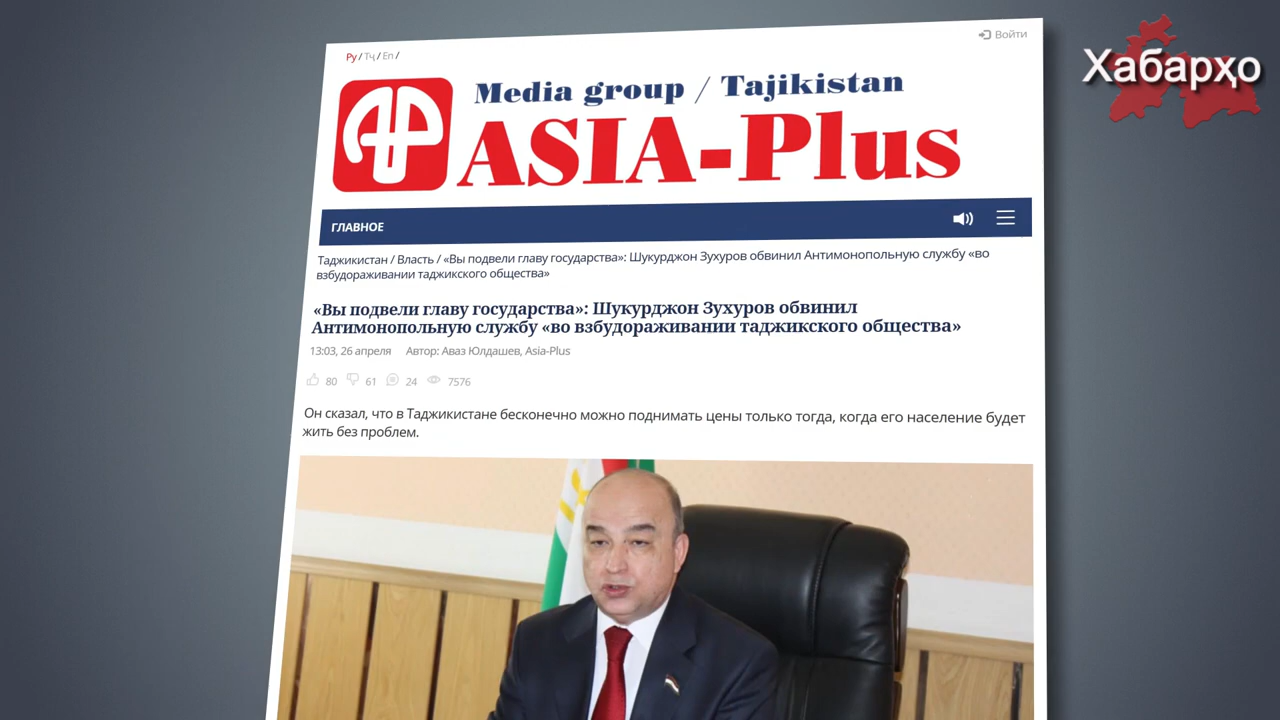 Ру / Тҷ / En /
Войти
Хабарҳо
Media group / Tajikistan
ASIA-Plus
ГЛАВНОЕ
Таджикистан / Власть / «Вы подвели главу государства»: Шукурджон Зухуров обвинил Антимонопольную службу «во
взбудораживании таджикского общества»
«Вы подвели главу государства»: Шукурджон Зухуров обвинил
Антимонопольную службу «во взбудораживании таджикского общества»
13:03, 26 апреля Автор: Аваз Юлдашев, Asia-Plus
80 61 24 7576
Он сказал, что в Таджикистане бесконечно можно поднимать цены только тогда, когда его население будет
жить без проблем.